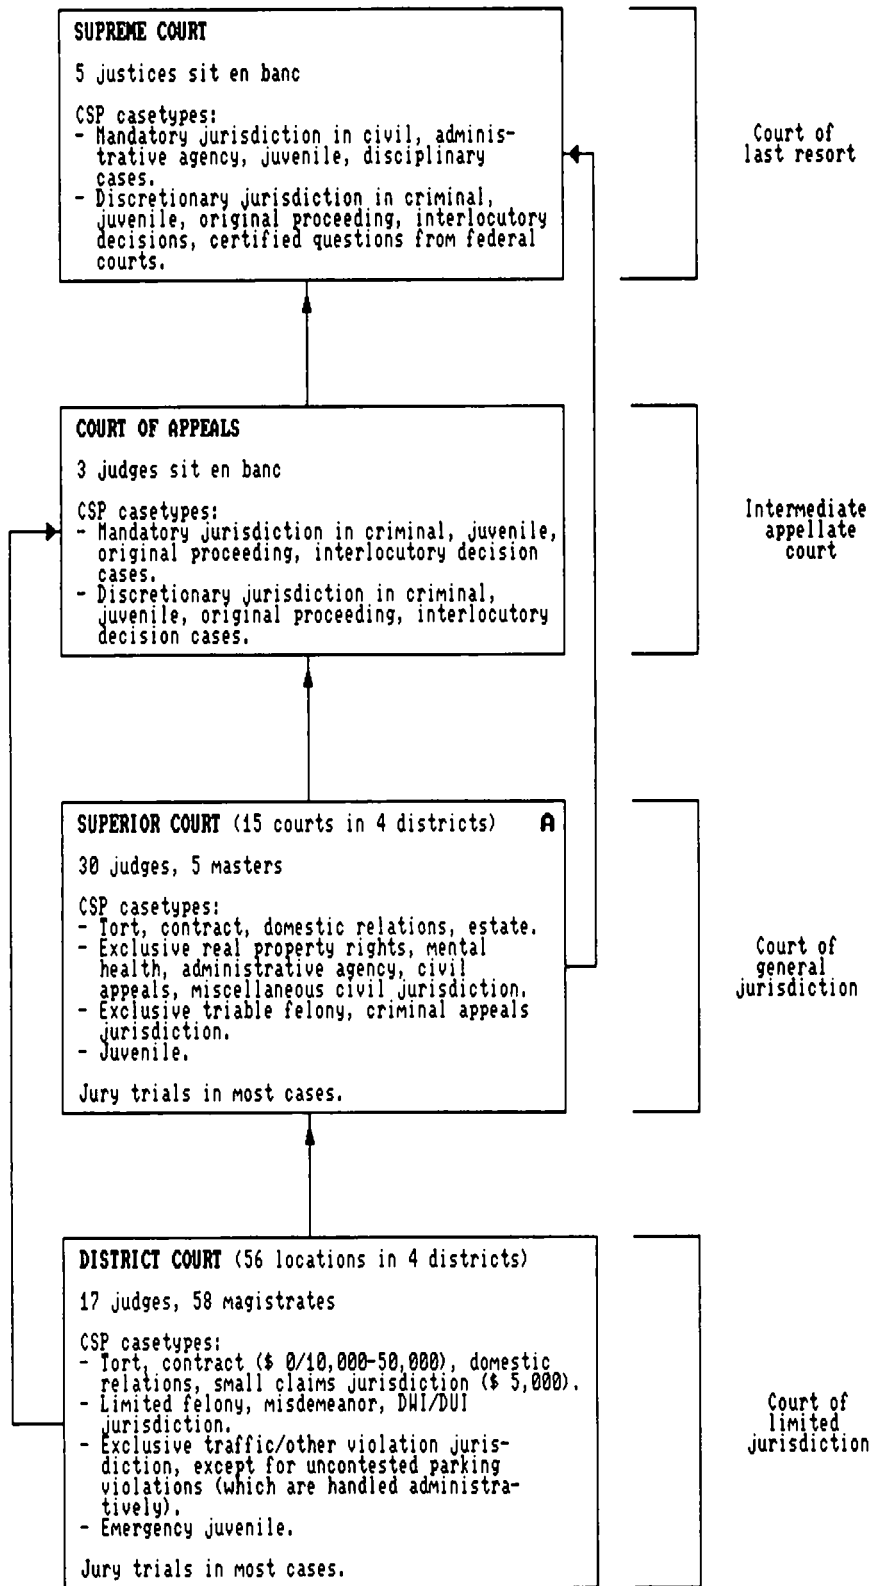 SUPREME COURT
5 justices sit en banc
CSP casetypes:
- Mandatory jurisdiction in civil, adminis-
trative agency, juvenile, disciplinary
cases.
- Discretionary jurisdiction in criminal,
juvenile, original proceeding, interlocutory
decisions, certified questions from federal
courts.
Court of
last resort
COURT OF APPEALS
3 judges sit en banc
CSP casetypes:
- Mandatory jurisdiction in criminal, juvenile,
original proceeding, interlocutory decision
cases.
- Discretionary jurisdiction in criminal,
juvenile, original proceeding, interlocutory
decision cases.
Intermediate
appellate
court
SUPERIOR COURT (15 courts in 4 districts) A
30 judges, 5 masters
CSP casetypes:
- Tort, contract, domestic relations, estate.
- Exclusive real property rights, mental
health, administrative agency, civil
appeals, miscellaneous civil jurisdiction.
- Exclusive triable felony, criminal appeals
jurisdiction.
- Juvenile.
Jury trials in most cases.
Court of
general
jurisdiction
DISTRICT COURT (56 locations in 4 districts)
17 judges, 58 magistrates
CSP casetypes:
- Tort, contract ($ 0/10,000-50,000), domestic
relations, small claims jurisdiction ($ 5,000).
- Limited felony, misdemeanor, DWI/DUI
jurisdiction.
- Exclusive traffic/other violation juris-
diction, except for uncontested parking
violations (which are handled administra-
tively).
- Emergency juvenile.
Jury trials in most cases.
Court of
limited
jurisdiction